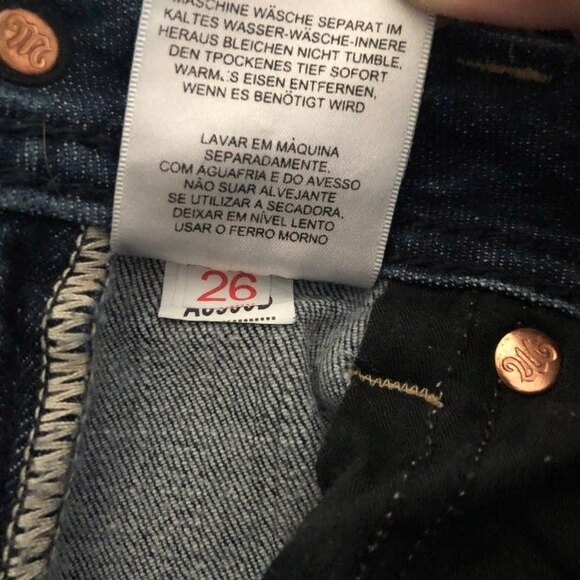 MASCHINE WÄSCHE SEPARAT IM
KALTES WASSER-WÄSCHE-INNERE
HERAUS BLEICHEN NICHT TUMBLE.
DEN TPOCKENES TIEF SOFORT
WARM.S EISEN ENTFERNEN,
WENN ES BENÖTIGT WIRD
LAVAR EM MÁQUINA
SEPARADAMENTE.
COM AGUAFRIA E DO AVESSO
NÃO SUAR ALVEJANTE
SE UTILIZAR A SECADORA,
DEIXAR EM NÍVEL LENTO
USAR O FERRO MORNO
26